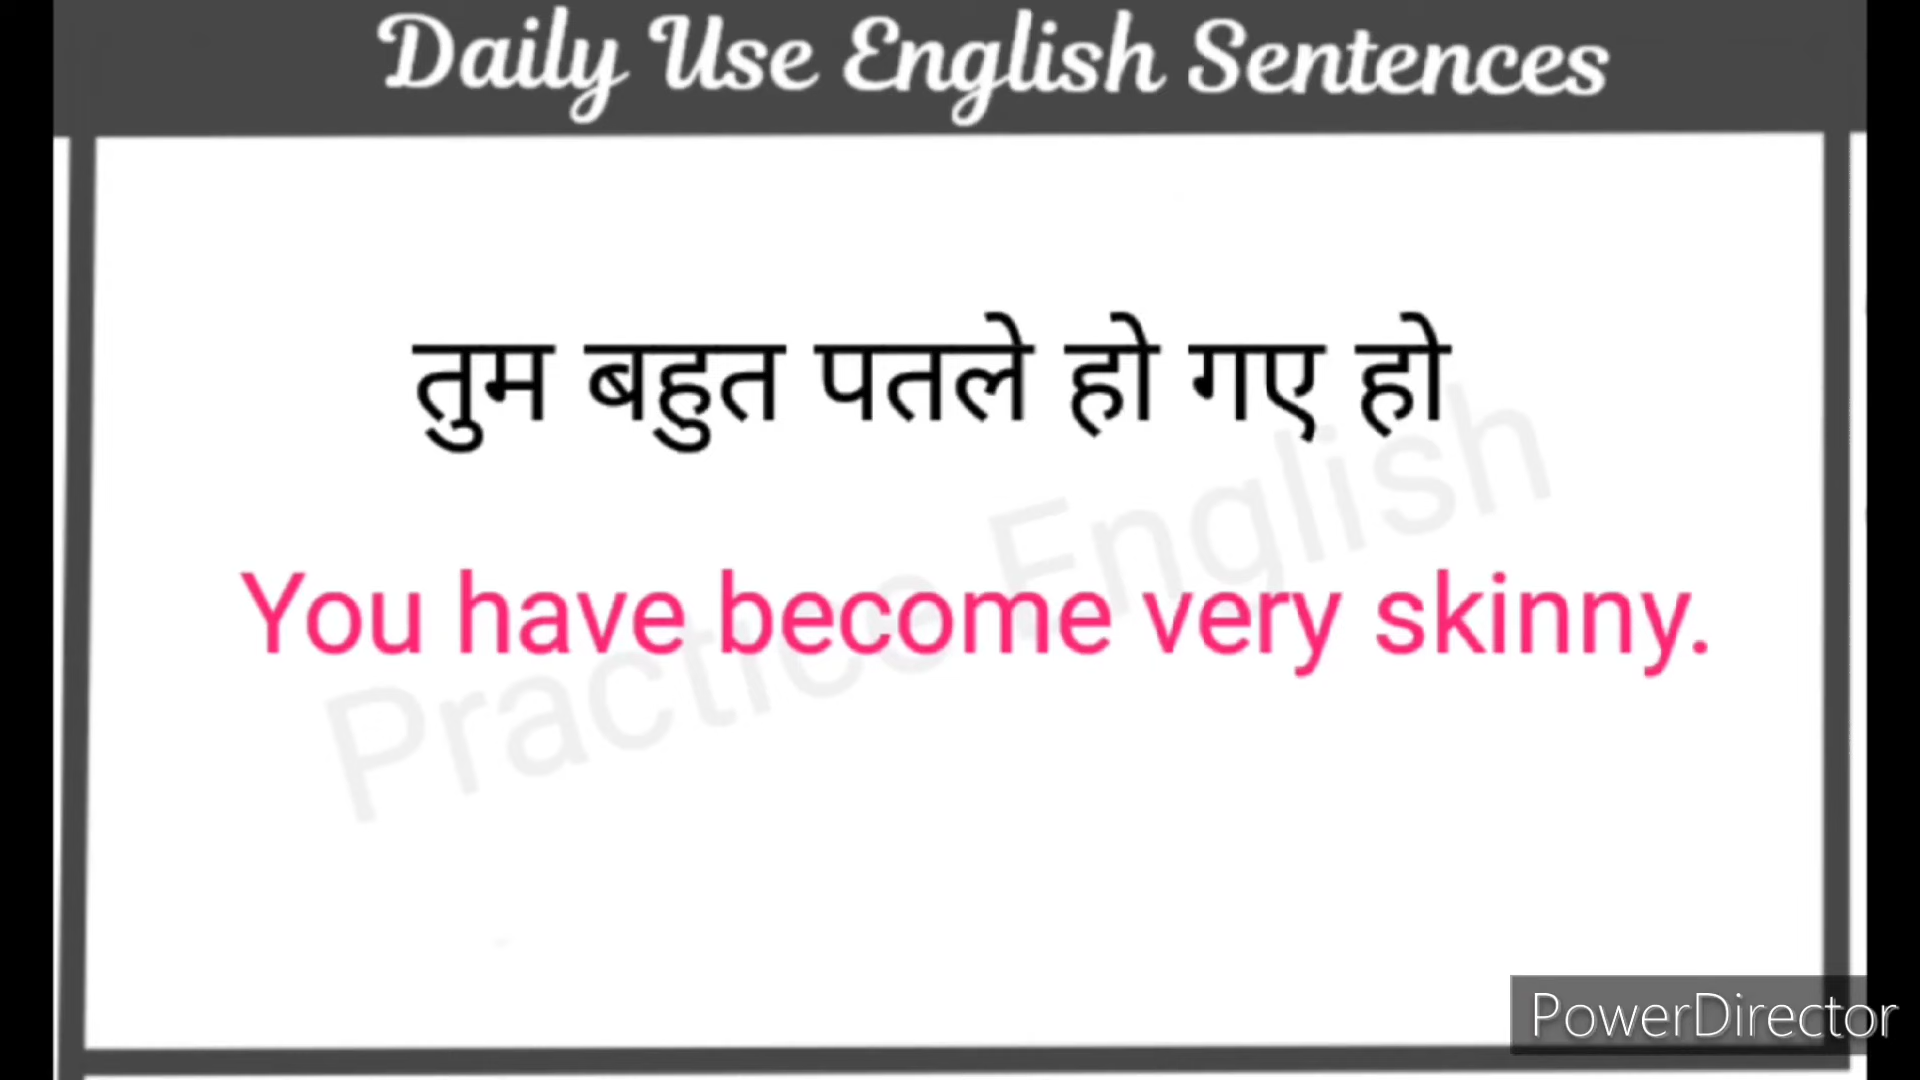 Daily Use English Sentences
तुम बहुत पतले हो गए हो
You have become very skinny.
Practice English
PowerDirector